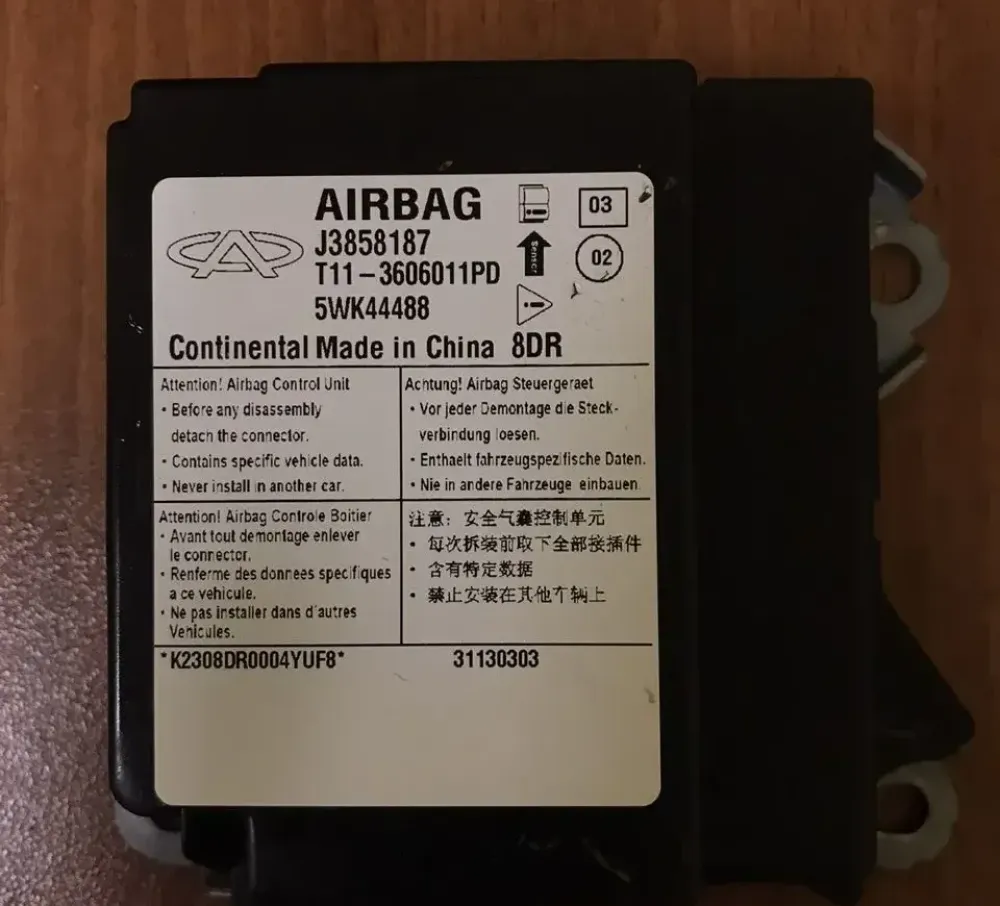 AIRBAG
J3858187
T11-3606011PD
5WK44488
03
Sensor
02
Continental Made in China 8DR
Attention! Airbag Control Unit
• Before any disassembly
detach the connector.
• Contains specific vehicle data.
• Never install in another car.
Achtung! Airbag Steuergeraet
• Vor jeder Demontage die Steck-
verbindung loesen.
• Enthaelt fahrzeugspezifische Daten.
• Nie in andere Fahrzeuge einbauen.
Attention! Airbag Controle Boitier
• Avant tout demontage enlever
le connector.
• Renferme des donnees specifiques
a ce vehicule.
• Ne pas installer dans d'autres
Vehicules.
注意: 安全气囊控制单元
• 每次拆装前取下全部接插件
• 含有特定数据
• 禁止安装在其他车辆上
*K2308DR0004YUF8*
31130303